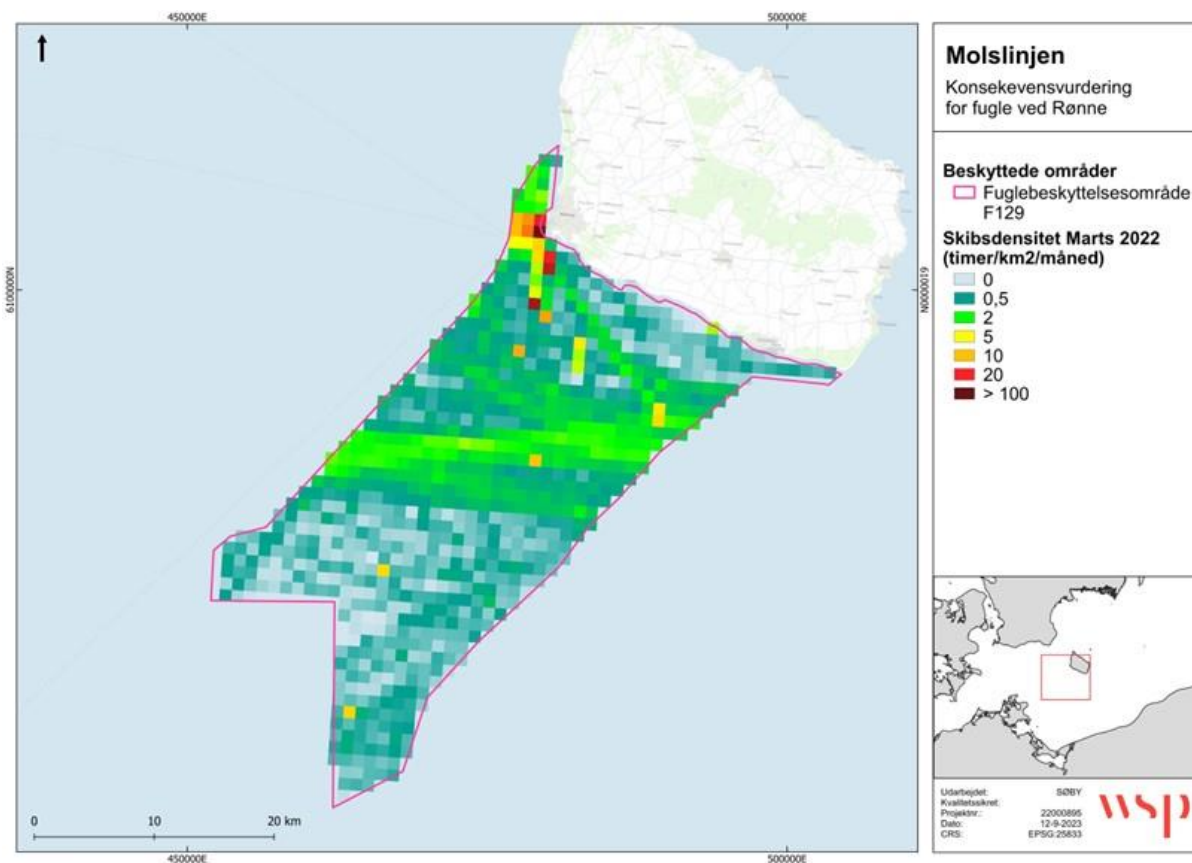 450000E
500000E
6100000N
6100000N
450000E
500000E
0
10
20 km
Molslinjen
Konsekevensvurdering
for fugle ved Rønne
Beskyttede områder
Fuglebeskyttelsesområde
F129
Skibsdensitet Marts 2022
(timer/km2/måned)
0
0,5
2
5
10
20
> 100
Udarbejdet: SØBY
Kvalitetssikret:
Projektnr.: 22000895
Dato: 12-9-2023
CRS: EPSG:25833
wsp